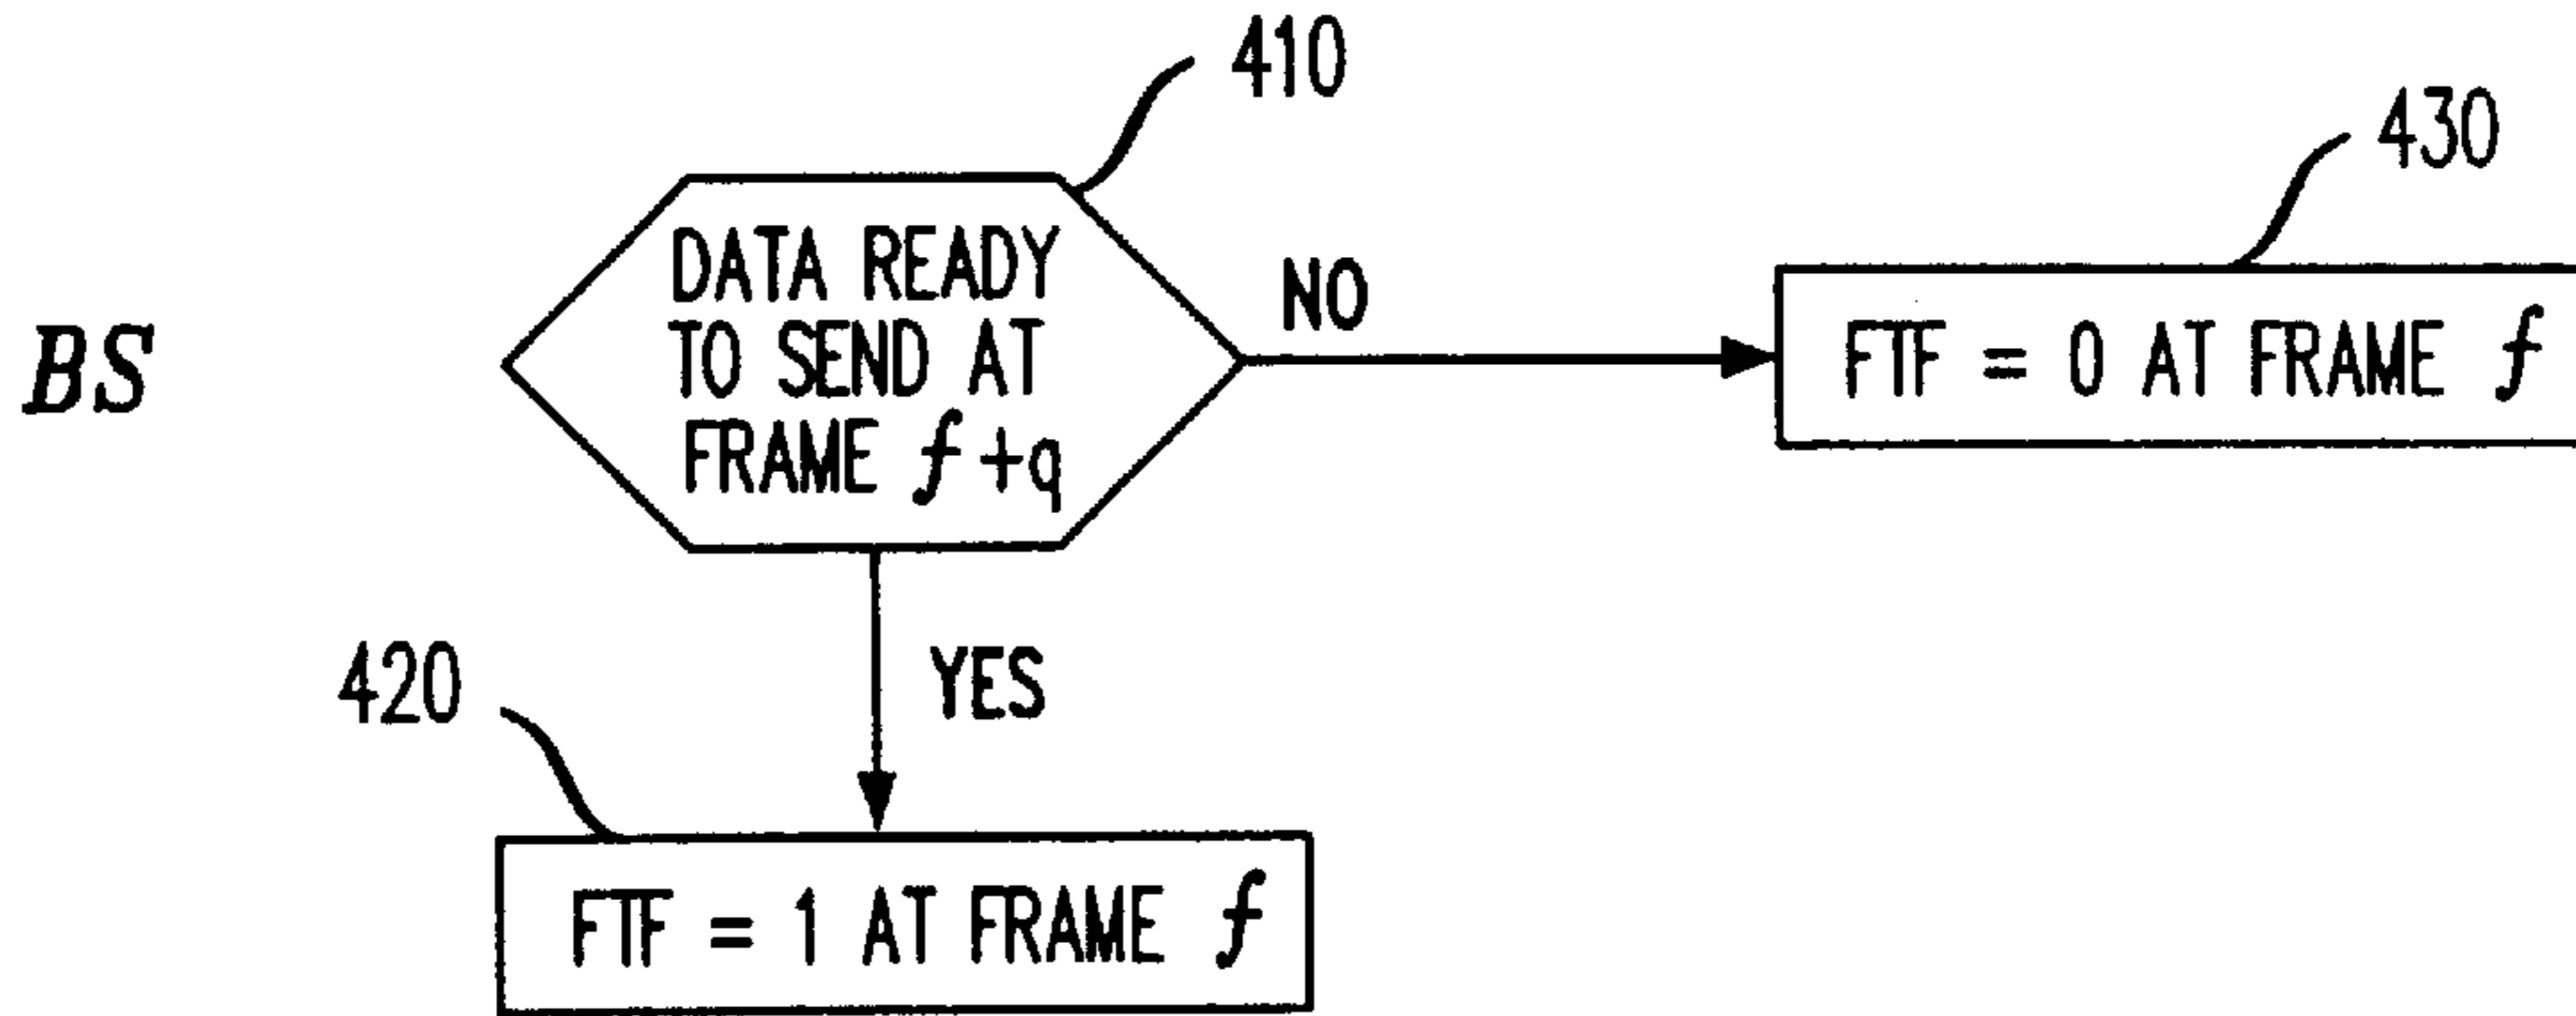 410
430
DATA READY
TO SEND AT
FRAME f+q
NO
BS
FTF = 0 AT FRAME f
420
YES
FTF = 1 AT FRAME f